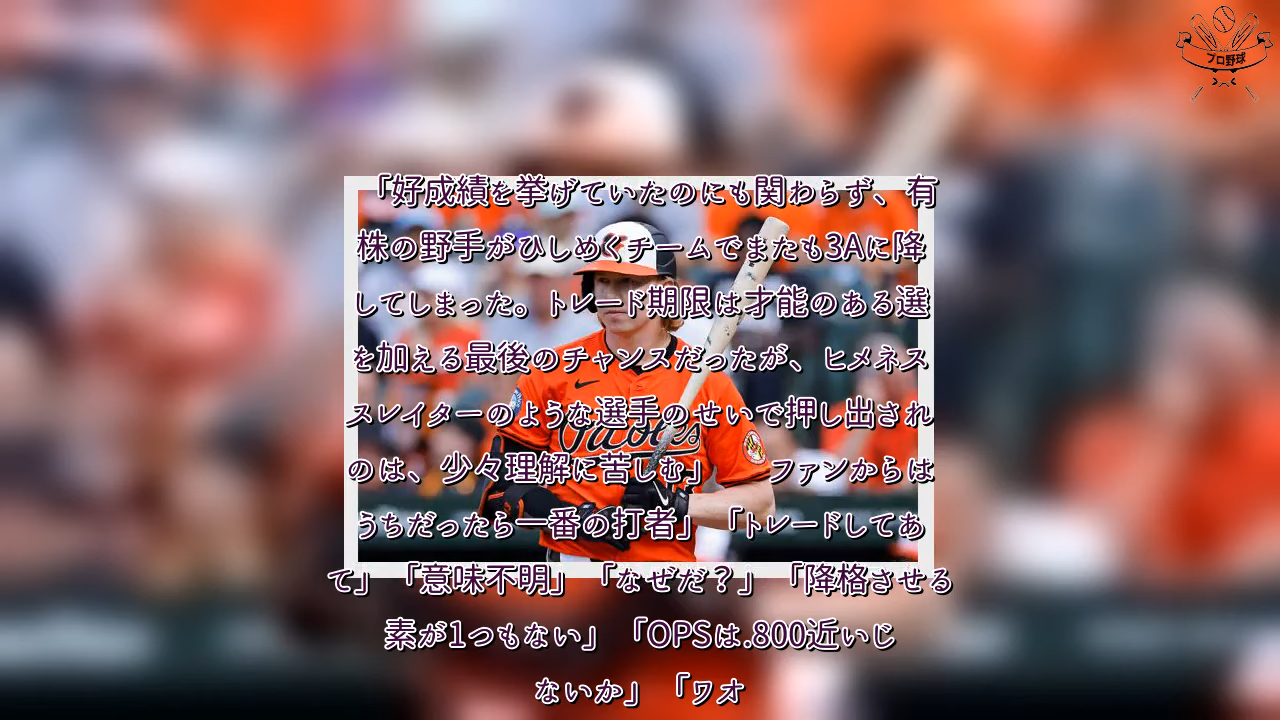 プロ野球
「好成績を挙げていたのにも関わらず、有
株の野手がひしめくチームでまたも3Aに降
してしまった。トレード期限は才能のある選
を加える最後のチャンスだったが、ヒメネス
スレイターのような選手のせいで押し出され
のは、少々理解に苦しむ」 ファンからは
うちだったら一番の打者」「トレードしてあ
て」「意味不明」「なぜだ？」「降格させる
素が1つもない」「OPSは.800近いじ
ないか」「ワオ
Orioles